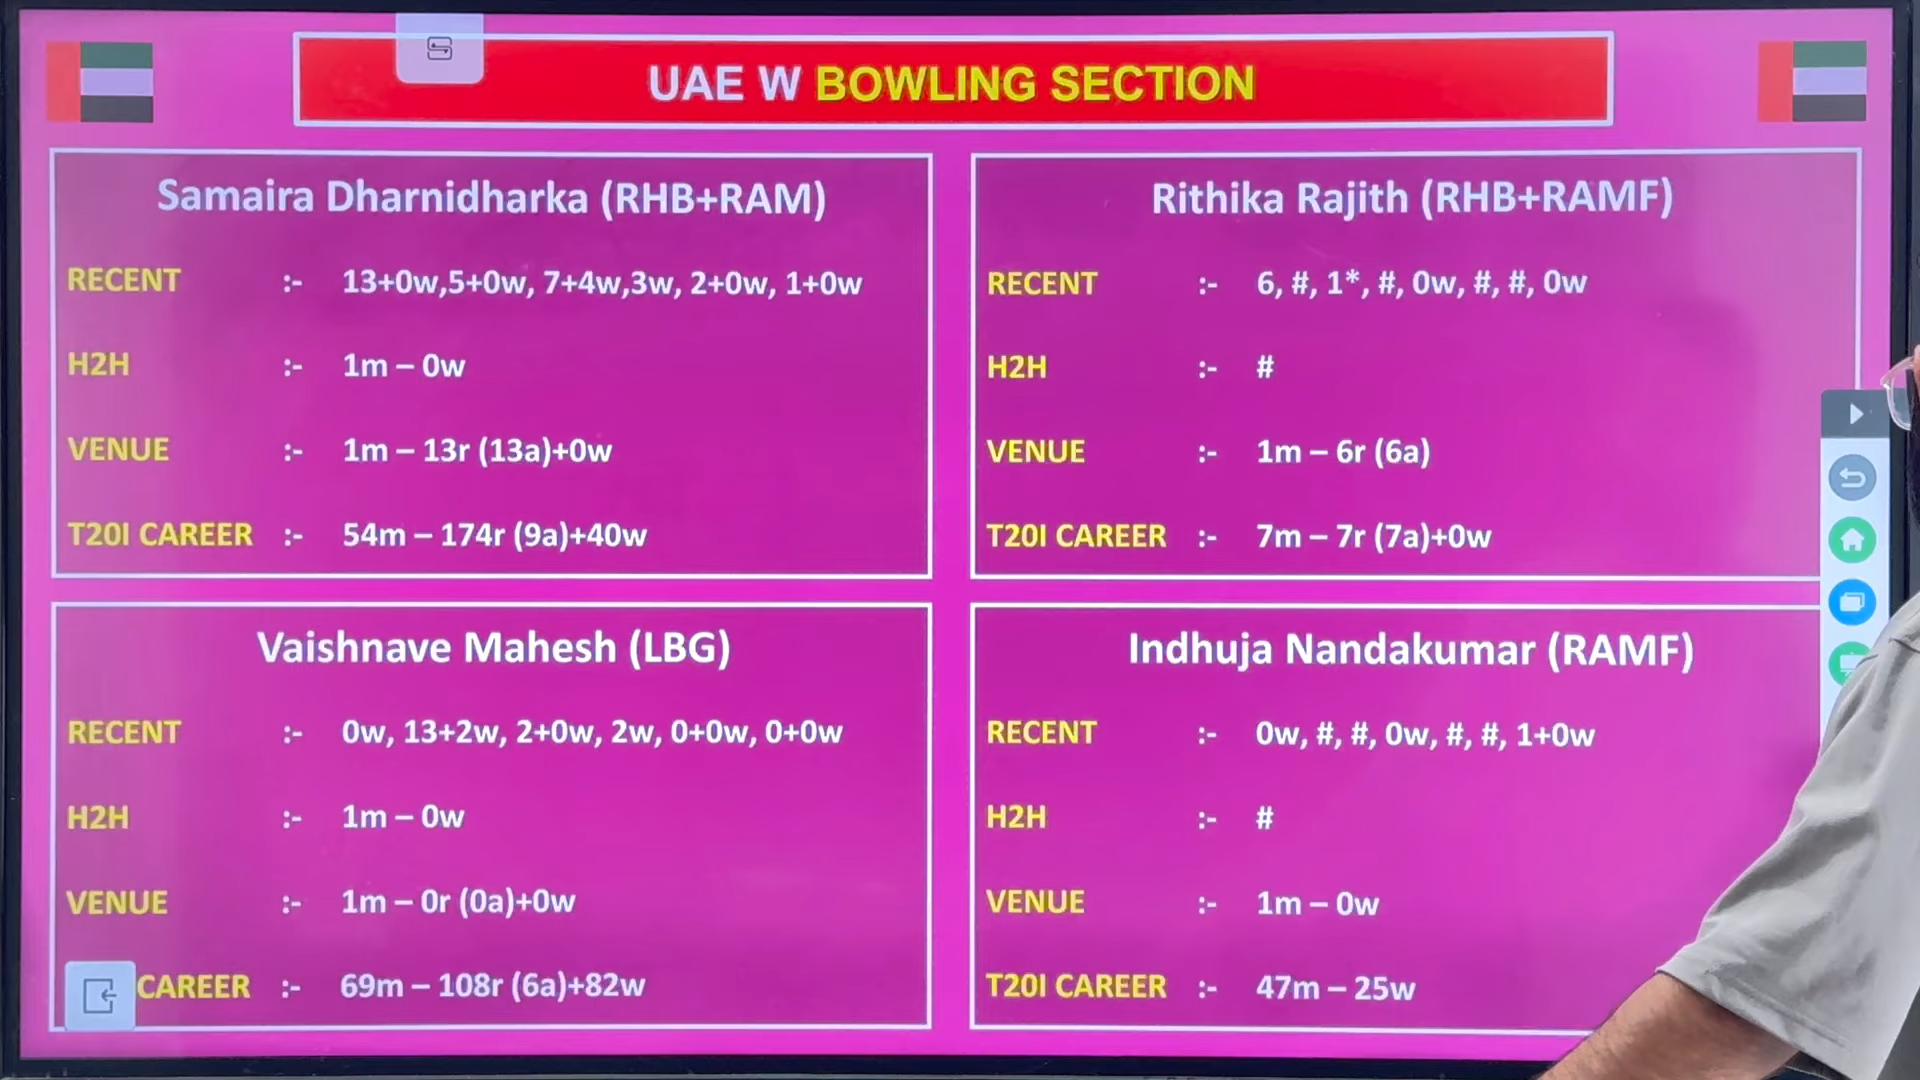 UAE W BOWLING SECTION
Samaira Dharnidharka (RHB+RAM)
RECENT :- 13+0w,5+0w, 7+4w,3w, 2+0w, 1+0w
H2H :- 1m – 0w
VENUE :- 1m – 13r (13a)+0w
T20I CAREER :- 54m – 174r (9a)+40w
Rithika Rajith (RHB+RAMF)
RECENT :- 6, #, 1*, #, 0w, #, #, 0w
H2H :- #
VENUE :- 1m – 6r (6a)
T20I CAREER :- 7m – 7r (7a)+0w
Vaishnave Mahesh (LBG)
RECENT :- 0w, 13+2w, 2+0w, 2w, 0+0w, 0+0w
H2H :- 1m – 0w
VENUE :- 1m – 0r (0a)+0w
CAREER :- 69m – 108r (6a)+82w
Indhuja Nandakumar (RAMF)
RECENT :- 0w, #, #, 0w, #, #, 1+0w
H2H :- #
VENUE :- 1m – 0w
T20I CAREER :- 47m – 25w